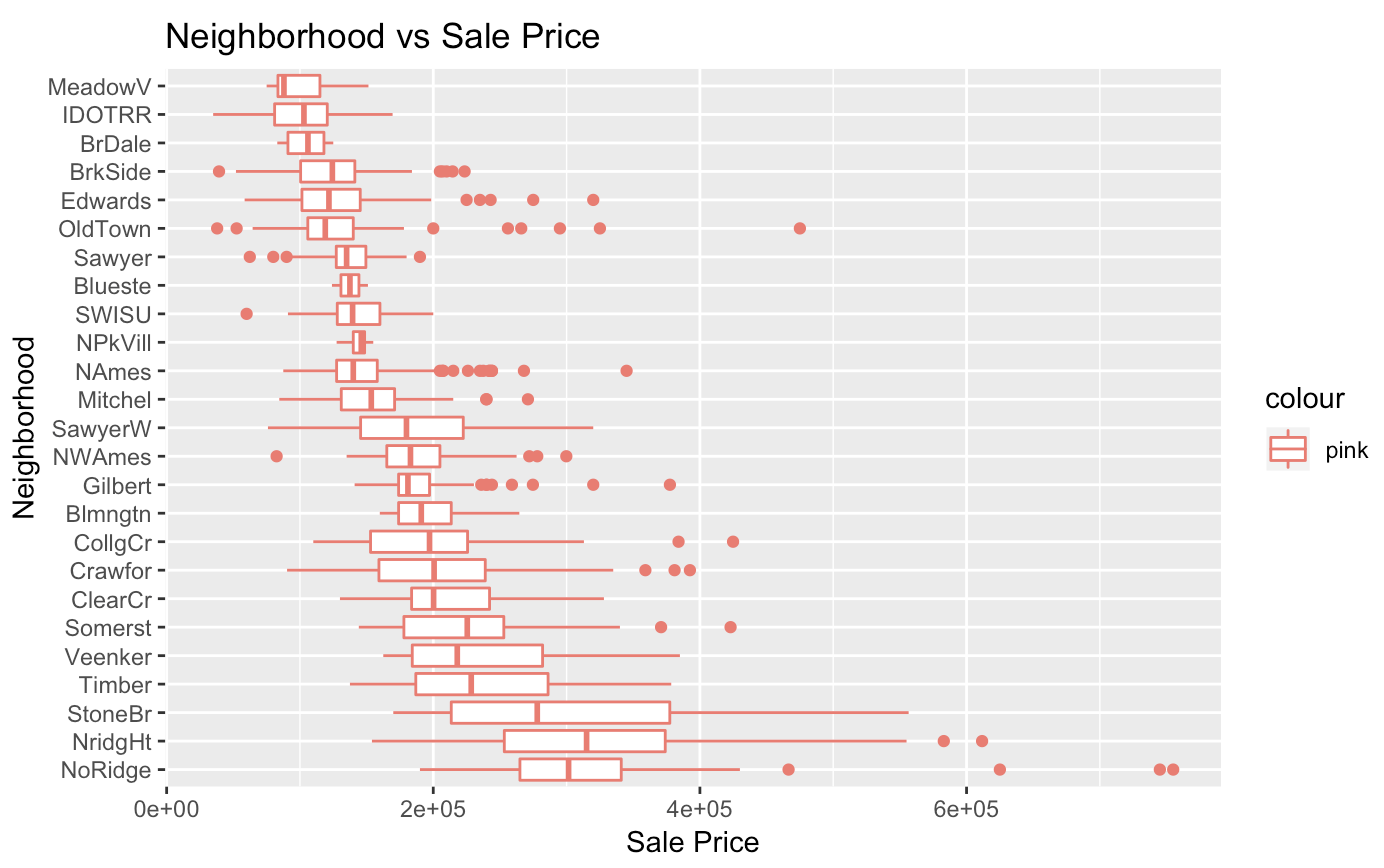 Neighborhood vs Sale Price
Neighborhood
MeadowV
IDOTRR
BrDale
BrkSide
Edwards
OldTown
Sawyer
Blueste
SWISU
NPkVill
NAmes
Mitchel
SawyerW
NWAmes
Gilbert
Blmngtn
CollgCr
Crawfor
ClearCr
Somerst
Veenker
Timber
StoneBr
NridgHt
NoRidge
0e+00 2e+05 4e+05 6e+05
Sale Price
colour
pink